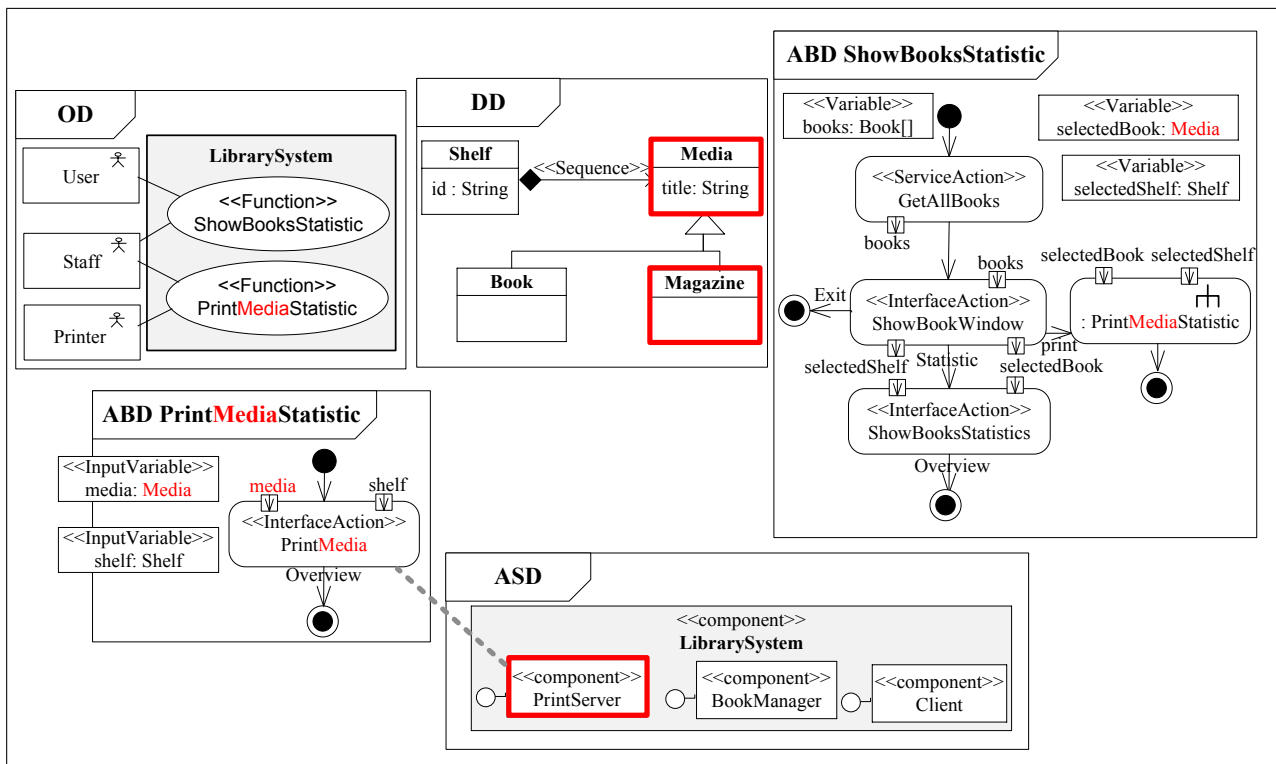 OD
User
Staff
Printer
LibrarySystem
<<Function>>
ShowBooksStatistic
<<Function>>
PrintMediaStatistic
DD
Shelf
id : String
<<Sequence>>
Media
title: String
Book
Magazine
ABD ShowBooksStatistic
<<Variable>>
books: Book[]
<<Variable>>
selectedBook: Media
<<Variable>>
selectedShelf: Shelf
<<ServiceAction>>
GetAllBooks
books
books
selectedBook
selectedShelf
Exit
<<InterfaceAction>>
ShowBookWindow
print
: PrintMediaStatistic
selectedShelf
Statistic
selectedBook
<<InterfaceAction>>
ShowBooksStatistics
Overview
ABD PrintMediaStatistic
<<InputVariable>>
media: Media
<<InputVariable>>
shelf: Shelf
media
shelf
<<InterfaceAction>>
PrintMedia
Overview
ASD
<<component>>
LibrarySystem
<<component>>
PrintServer
<<component>>
BookManager
<<component>>
Client